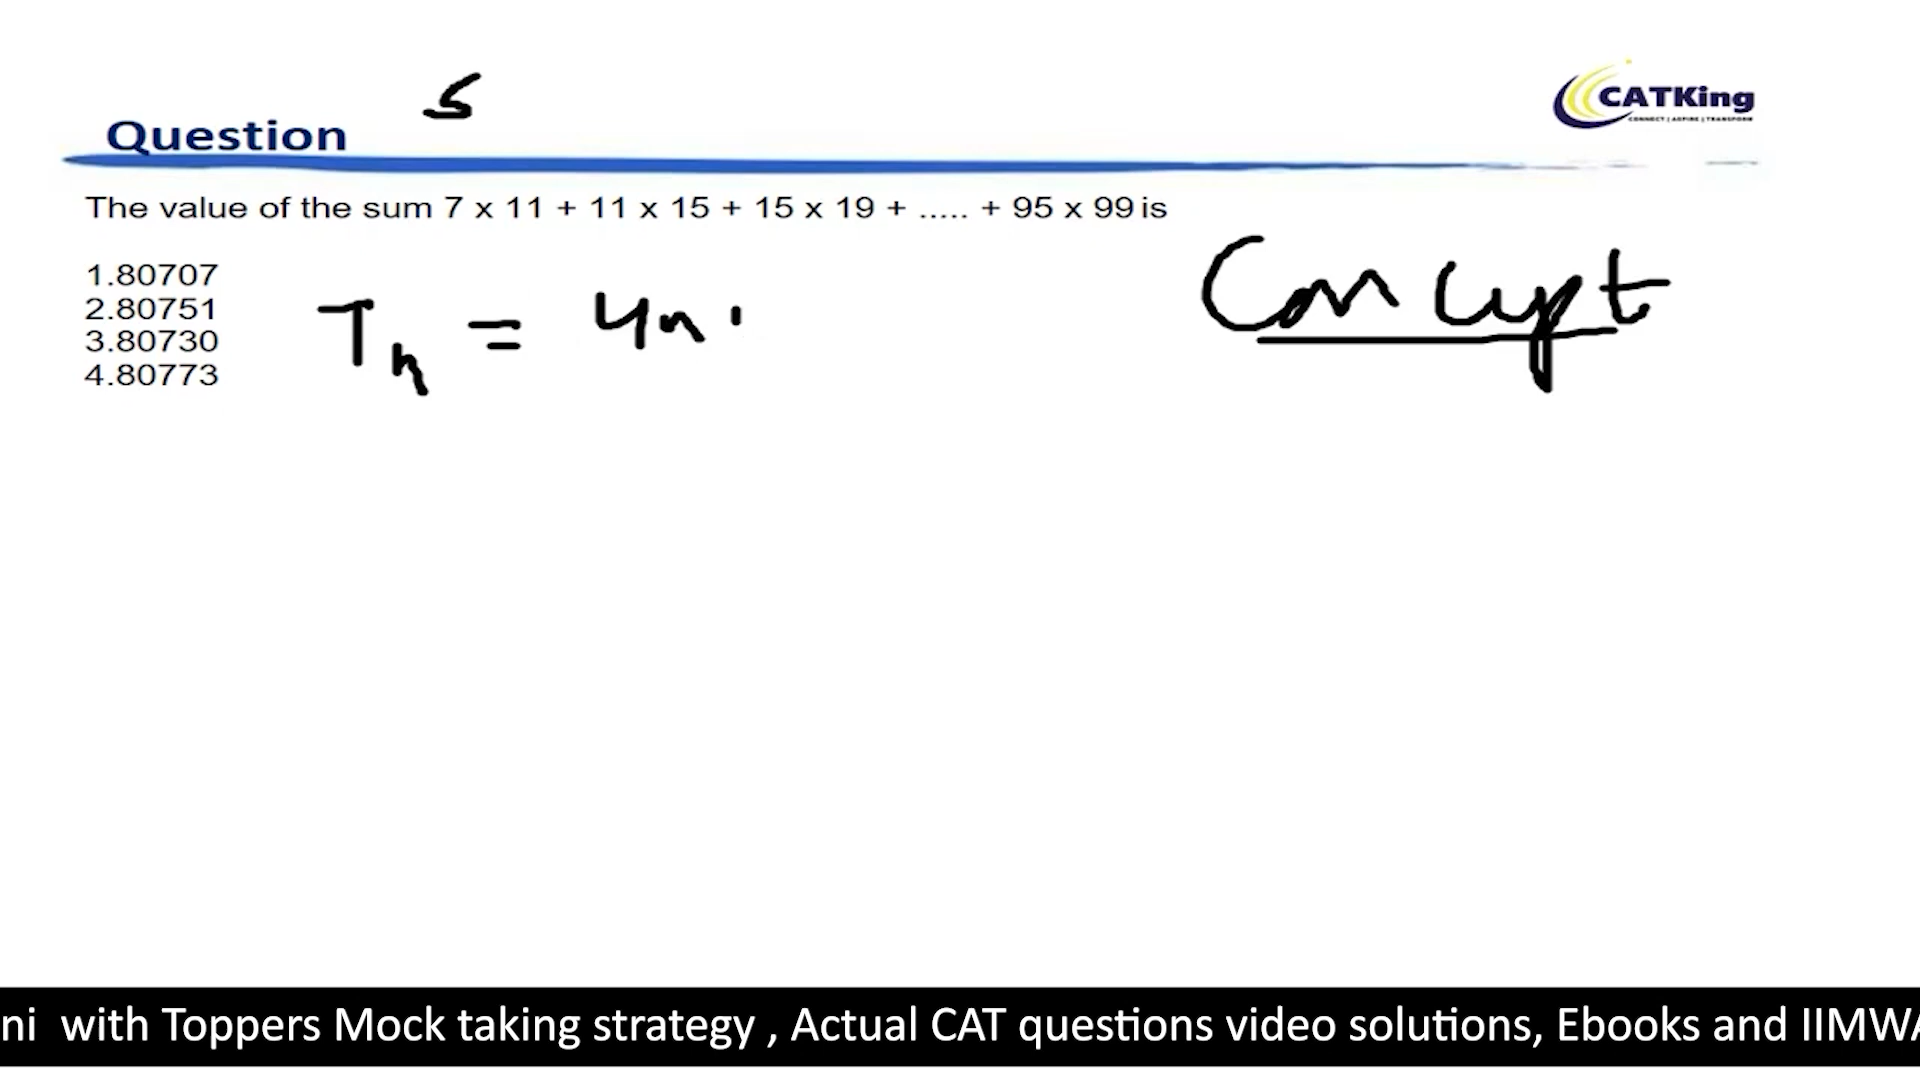 S
CATKing
CONNECT | ASPIRE | TRANSFORM
Question
The value of the sum 7 x 11 + 11 x 15 + 15 x 19 + ..... + 95 x 99 is
1.80707
2.80751
3.80730
4.80773
Tn = 4n
Concept
ni with Toppers Mock taking strategy , Actual CAT questions video solutions, Ebooks and IIMWA